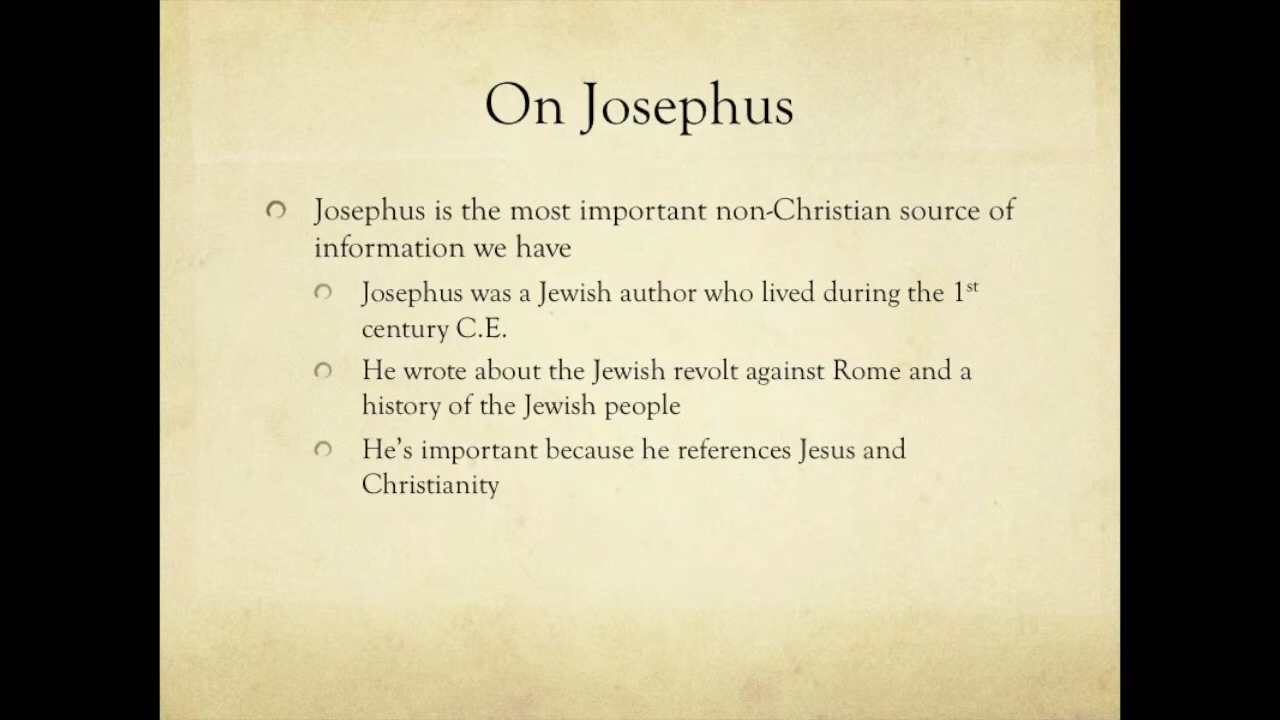 On Josephus
Josephus is the most important non-Christian source of
information we have
Josephus was a Jewish author who lived during the 1st
century C.E.
He wrote about the Jewish revolt against Rome and a
history of the Jewish people
He’s important because he references Jesus and
Christianity